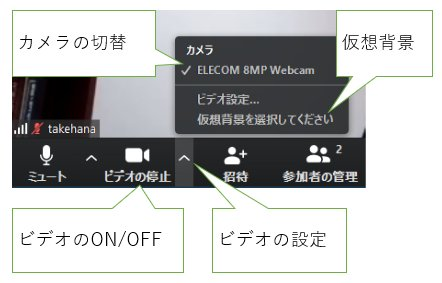 カメラの切替
仮想背景
カメラ
✓ ELECOM 8MP Webcam
ビデオ設定...
仮想背景を選択してください
takehana
ミュート
ビデオの停止
招待
2
参加者の管理
ビデオのON/OFF
ビデオの設定